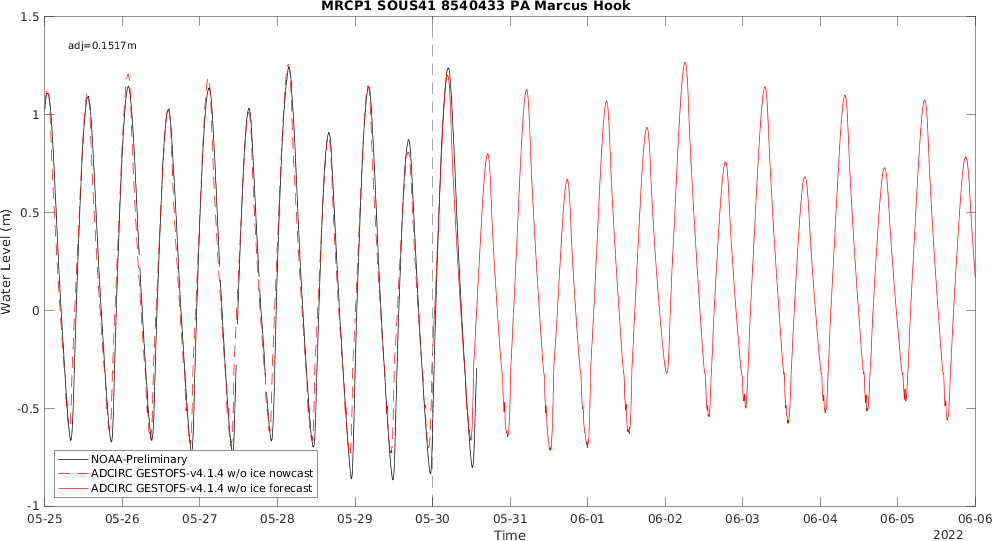 MRCP1 SOUS41 8540433 PA Marcus Hook
1.5
adj=0.1517m
1
0.5
Water Level (m)
0
-0.5
NOAA-Preliminary
ADCIRC GESTOFS-v4.1.4 w/o ice nowcast
ADCIRC GESTOFS-v4.1.4 w/o ice forecast
-1
05-25 05-26 05-27 05-28 05-29 05-30 05-31 06-01 06-02 06-03 06-04 06-05 06-06
Time
2022